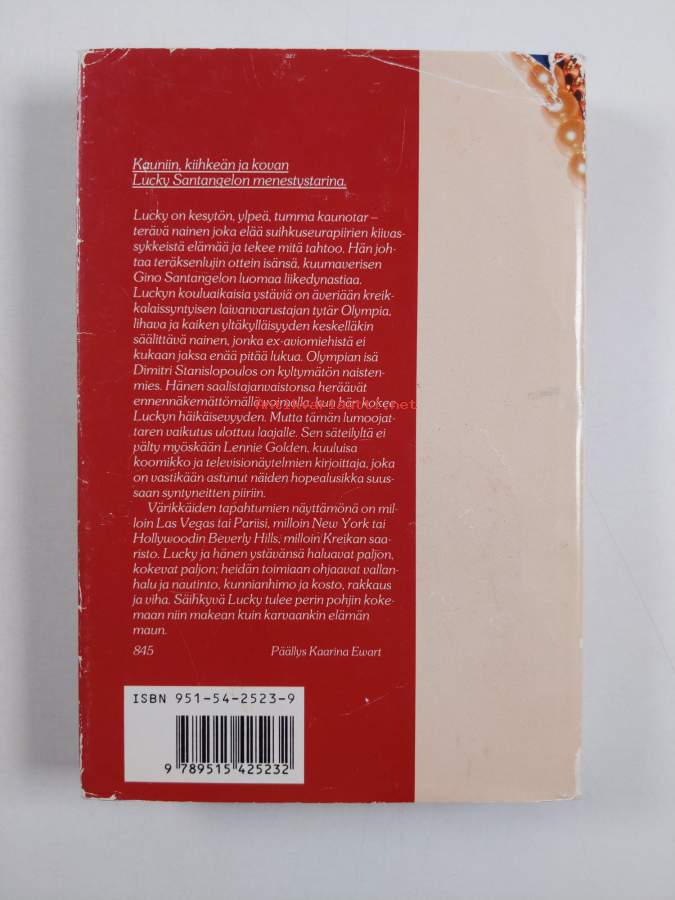 Kauniin, kiihkeän ja kovan
Lucky Santangelon menestystarina.
Lucky on kesytön, ylpeä, tumma kaunotar –
terävä nainen joka elää suihkuseurapiirien kiivas-
sykkeistä elämää ja tekee mitä tahtoo. Hän joh-
taa teräksenlujin ottein isänsä, kuumaverisen
Gino Santangelon luomaa liikedynastiaa.
Luckyn kouluaikaisia ystäviä on äveriään kreik-
kalaissyntyisen laivanvarustajan tytär Olympia,
lihava ja kaiken yltäkylläisyyden keskelläkin
säälittävä nainen, jonka ex-aviomiehistä ei
kukaan jaksa enää pitää lukua. Olympian isä
Dimitri Stanislopoulos on kyltymätön naisten-
mies. Hänen saalistajanvaistonsa heräävät
ennennäkemättömällä voimalla, kun hän kokee
Luckyn häikäisevyyden. Mutta tämän lumoojat-
taren vaikutus ulottuu laajalle. Sen säteilyltä ei
välty myöskään Lennie Golden, kuuluisa
koomikko ja televisionäytelmien kirjoittaja, joka
on vastikään astunut näiden hopealusikka suus-
saan syntyneitten piiriin.
Värikkäiden tapahtumien näyttämönä on mil-
loin Las Vegas tai Pariisi, milloin New York tai
Hollywoodin Beverly Hills, milloin Kreikan saa-
risto. Lucky ja hänen ystävänsä haluavat paljon,
kokevat paljon; heidän toimiaan ohjaavat vallan-
halu ja nautinto, kunnianhimo ja kosto, rakkaus
ja viha. Säihkyvä Lucky tulee perin pohjin koke-
maan niin makean kuin karvaankin elämän
maun.
845 Päällys Kaarina Ewart
ISBN 951-54-2523-9
9 789515 425232